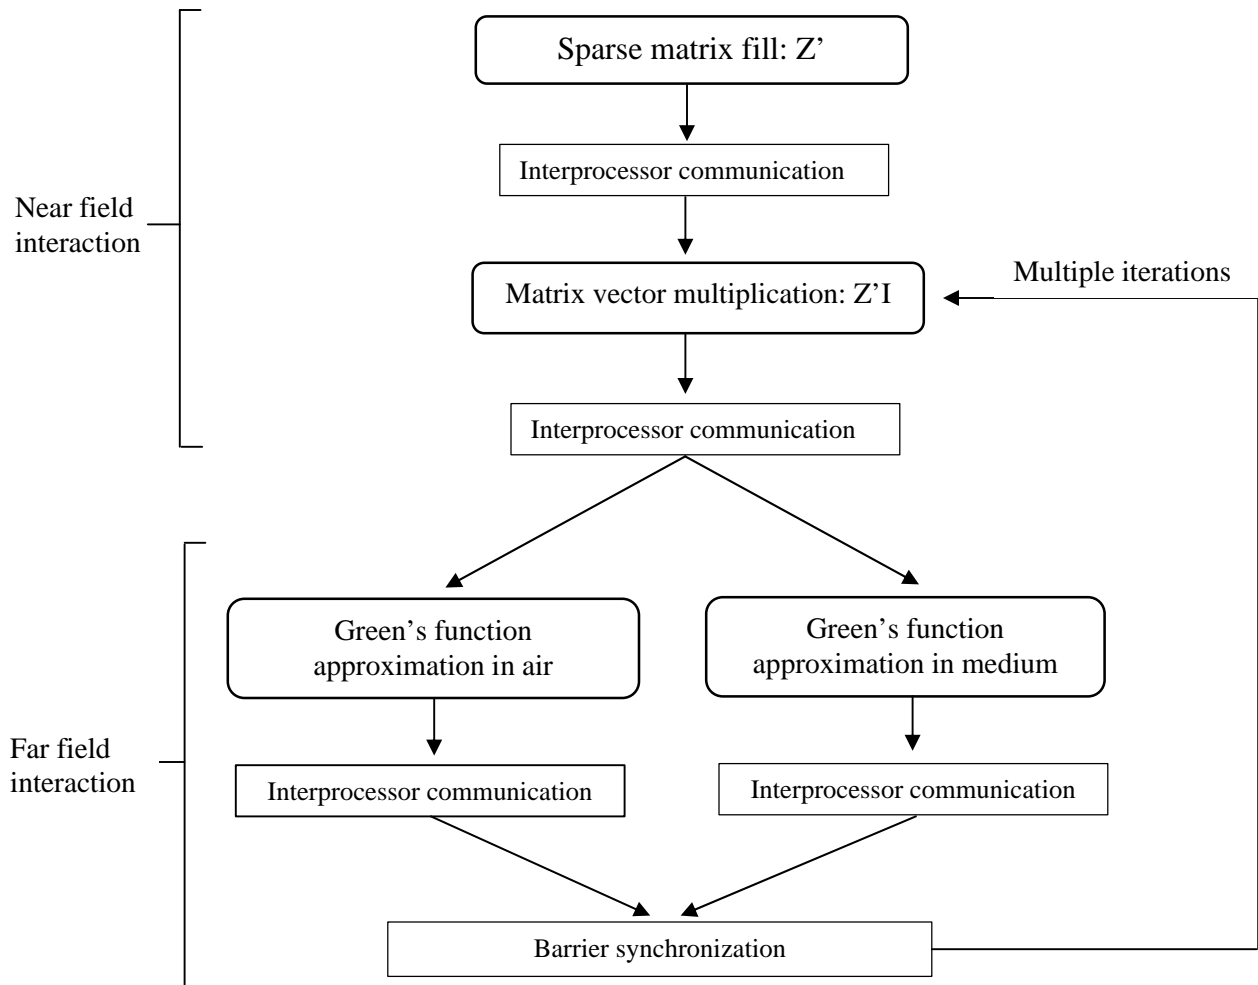 Sparse matrix fill: Z’
Interprocessor communication
Near field
interaction
Matrix vector multiplication: Z’I
Multiple iterations
Interprocessor communication
Green’s function
approximation in air
Green’s function
approximation in medium
Far field
interaction
Interprocessor communication
Interprocessor communication
Barrier synchronization